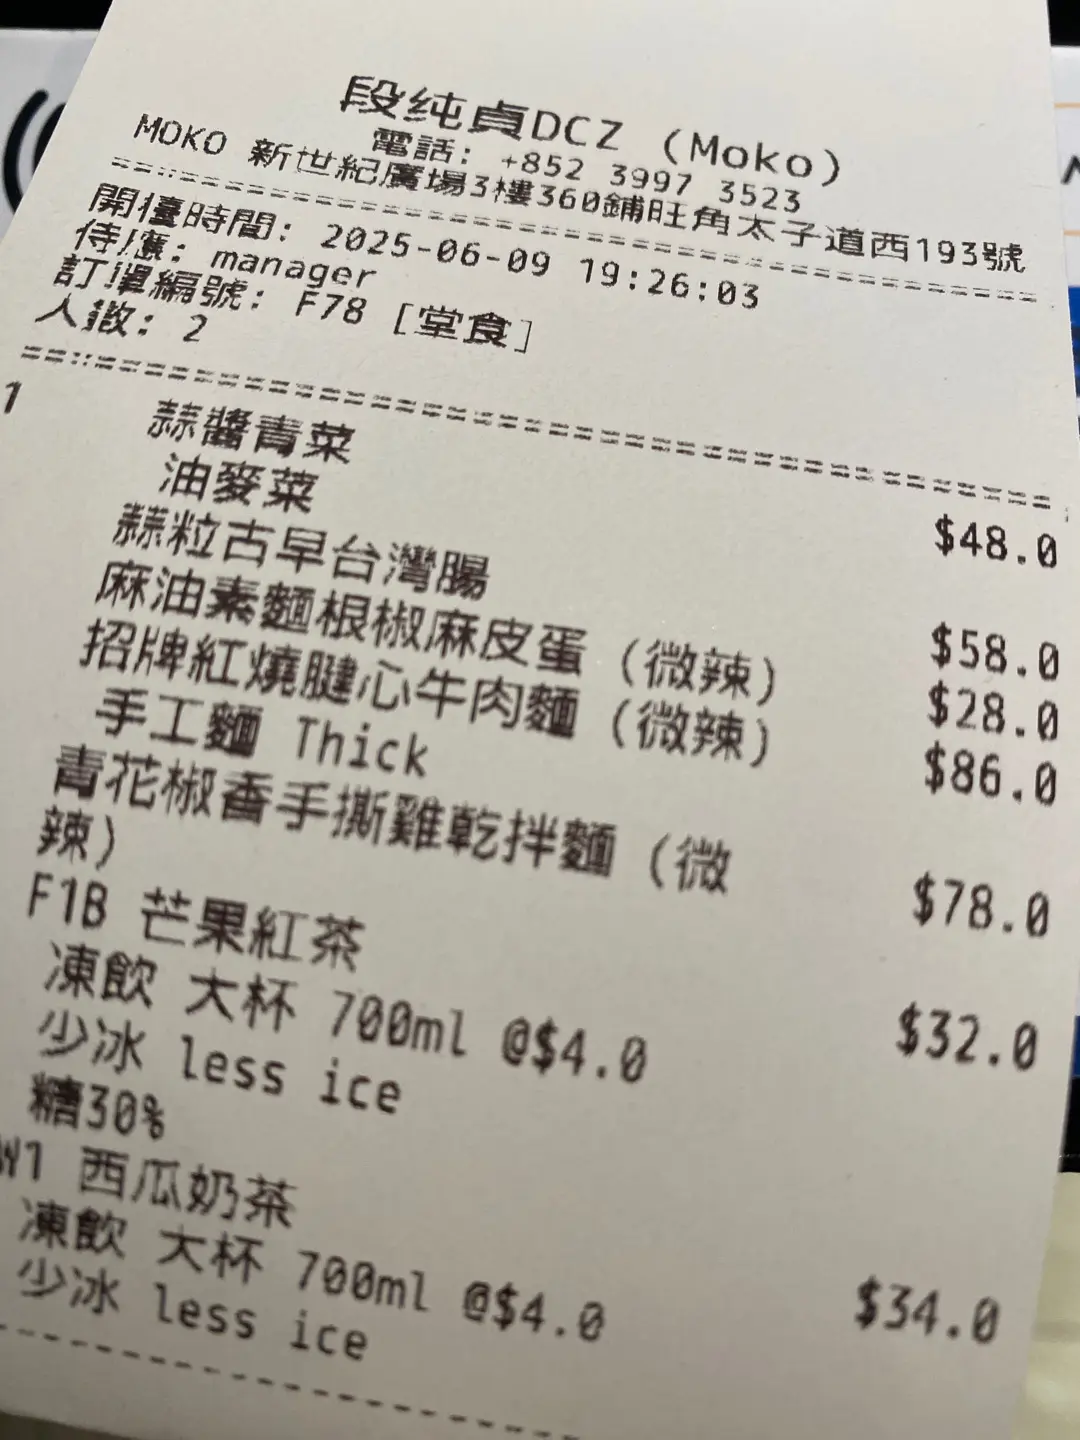 段纯貞DCZ (Moko)
電話: +852 3997 3523
MOKO 新世紀廣場3樓360鋪旺角太子道西193號
==================================================
開檯時間: 2025-06-09 19:26:03
侍應: manager
訂單編號: F78 [堂食]
人數: 2
==================================================
1 蒜醬青菜 $48.0
油麥菜
蒜粒古早台灣腸 $58.0
麻油素麵根椒麻皮蛋 (微辣) $28.0
招牌紅燒腱心牛肉麵 (微辣) $86.0
手工麵 Thick
青花椒香手撕雞乾拌麵 (微 $78.0
辣)
F1B 芒果紅茶 $32.0
凍飲 大杯 700ml @$4.0
少冰 less ice
糖30%
W1 西瓜奶茶 $34.0
凍飲 大杯 700ml @$4.0
少冰 less ice
--------------------------------